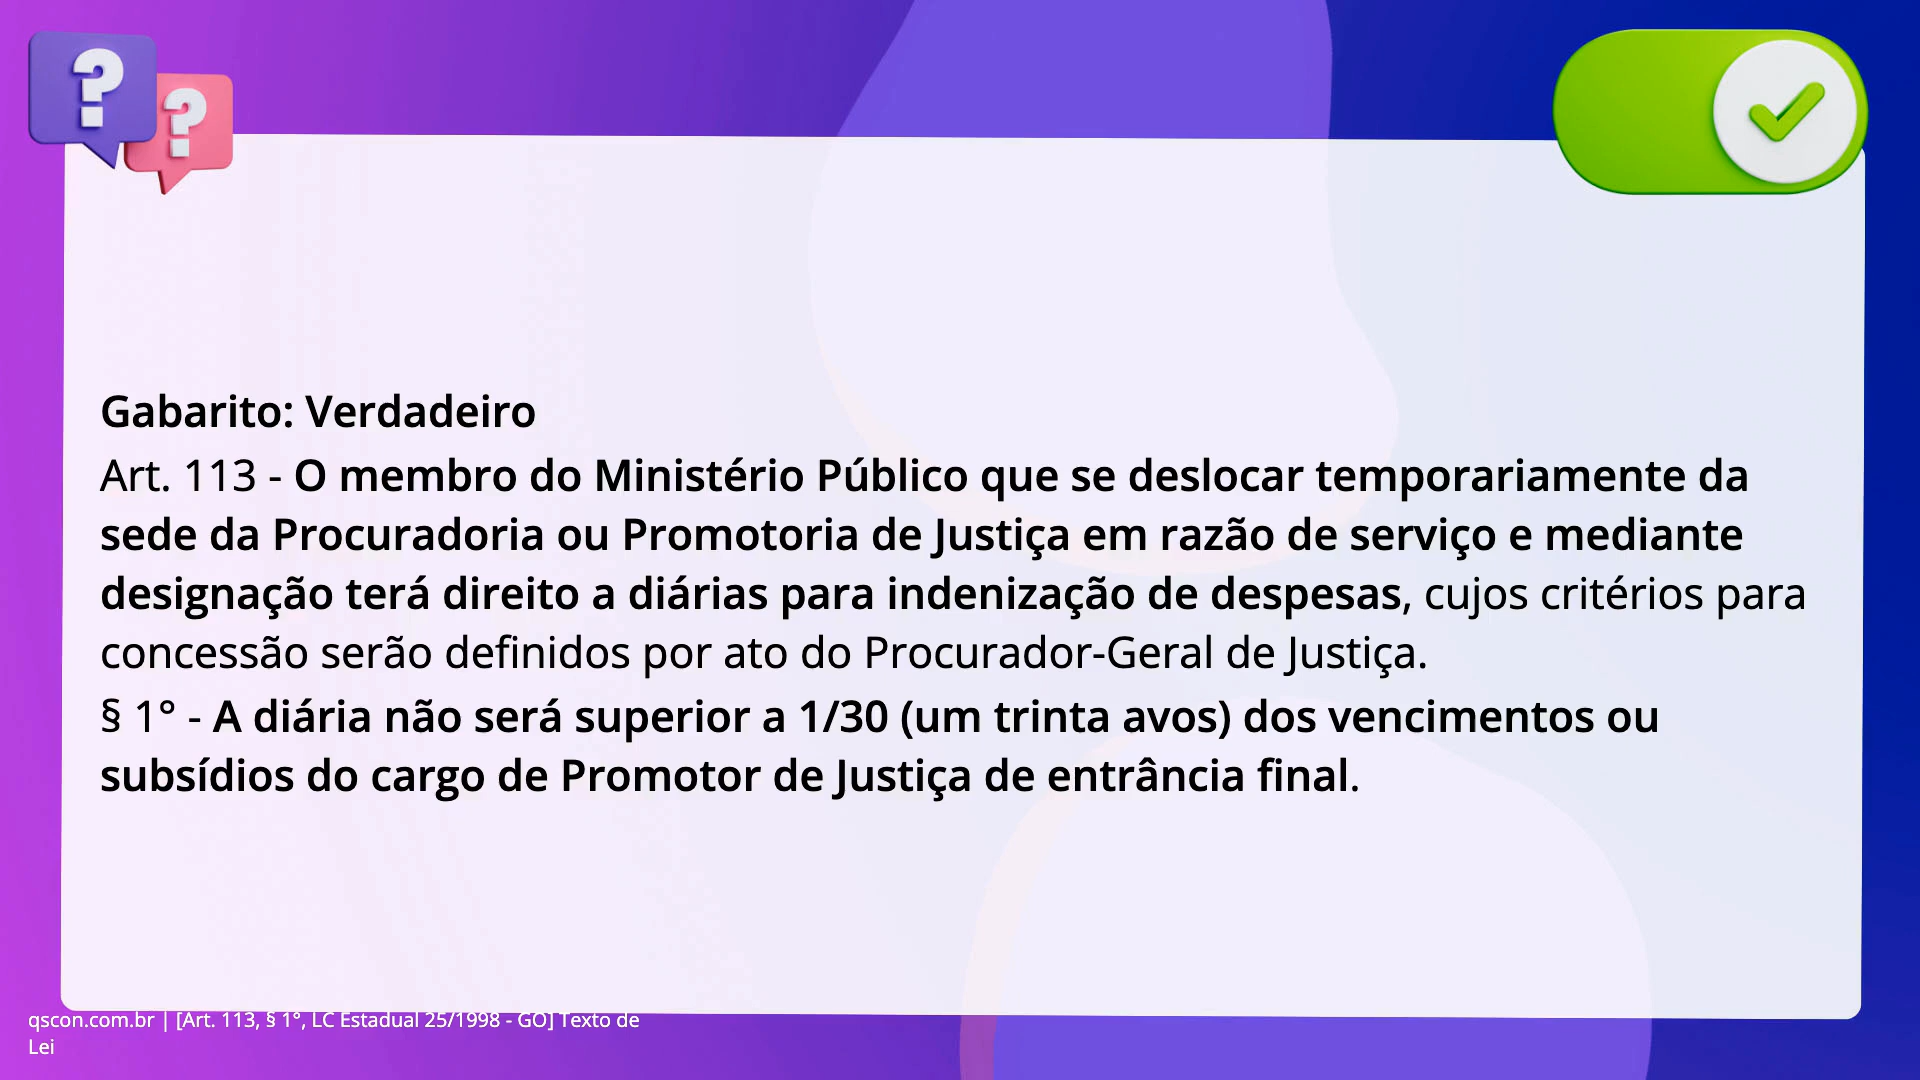 ? ?
Gabarito: Verdadeiro
Art. 113 - O membro do Ministério Público que se deslocar temporariamente da
sede da Procuradoria ou Promotoria de Justiça em razão de serviço e mediante
designação terá direito a diárias para indenização de despesas, cujos critérios para
concessão serão definidos por ato do Procurador-Geral de Justiça.
§ 1° - A diária não será superior a 1/30 (um trinta avos) dos vencimentos ou
subsídios do cargo de Promotor de Justiça de entrância final.
qscon.com.br | [Art. 113, § 1°, LC Estadual 25/1998 - GO] Texto de
Lei